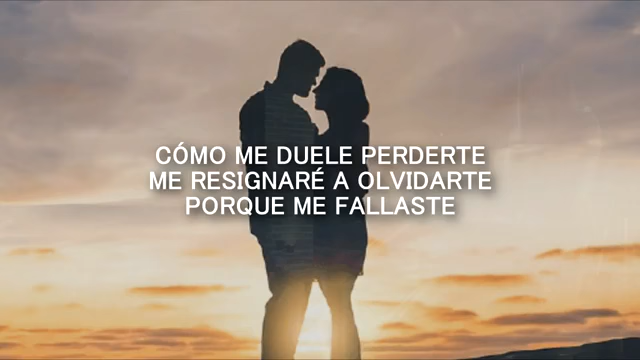 CÓMO ME DUELE PERDERTE
ME RESIGNARÉ A OLVIDARTE
PORQUE ME FALLASTE